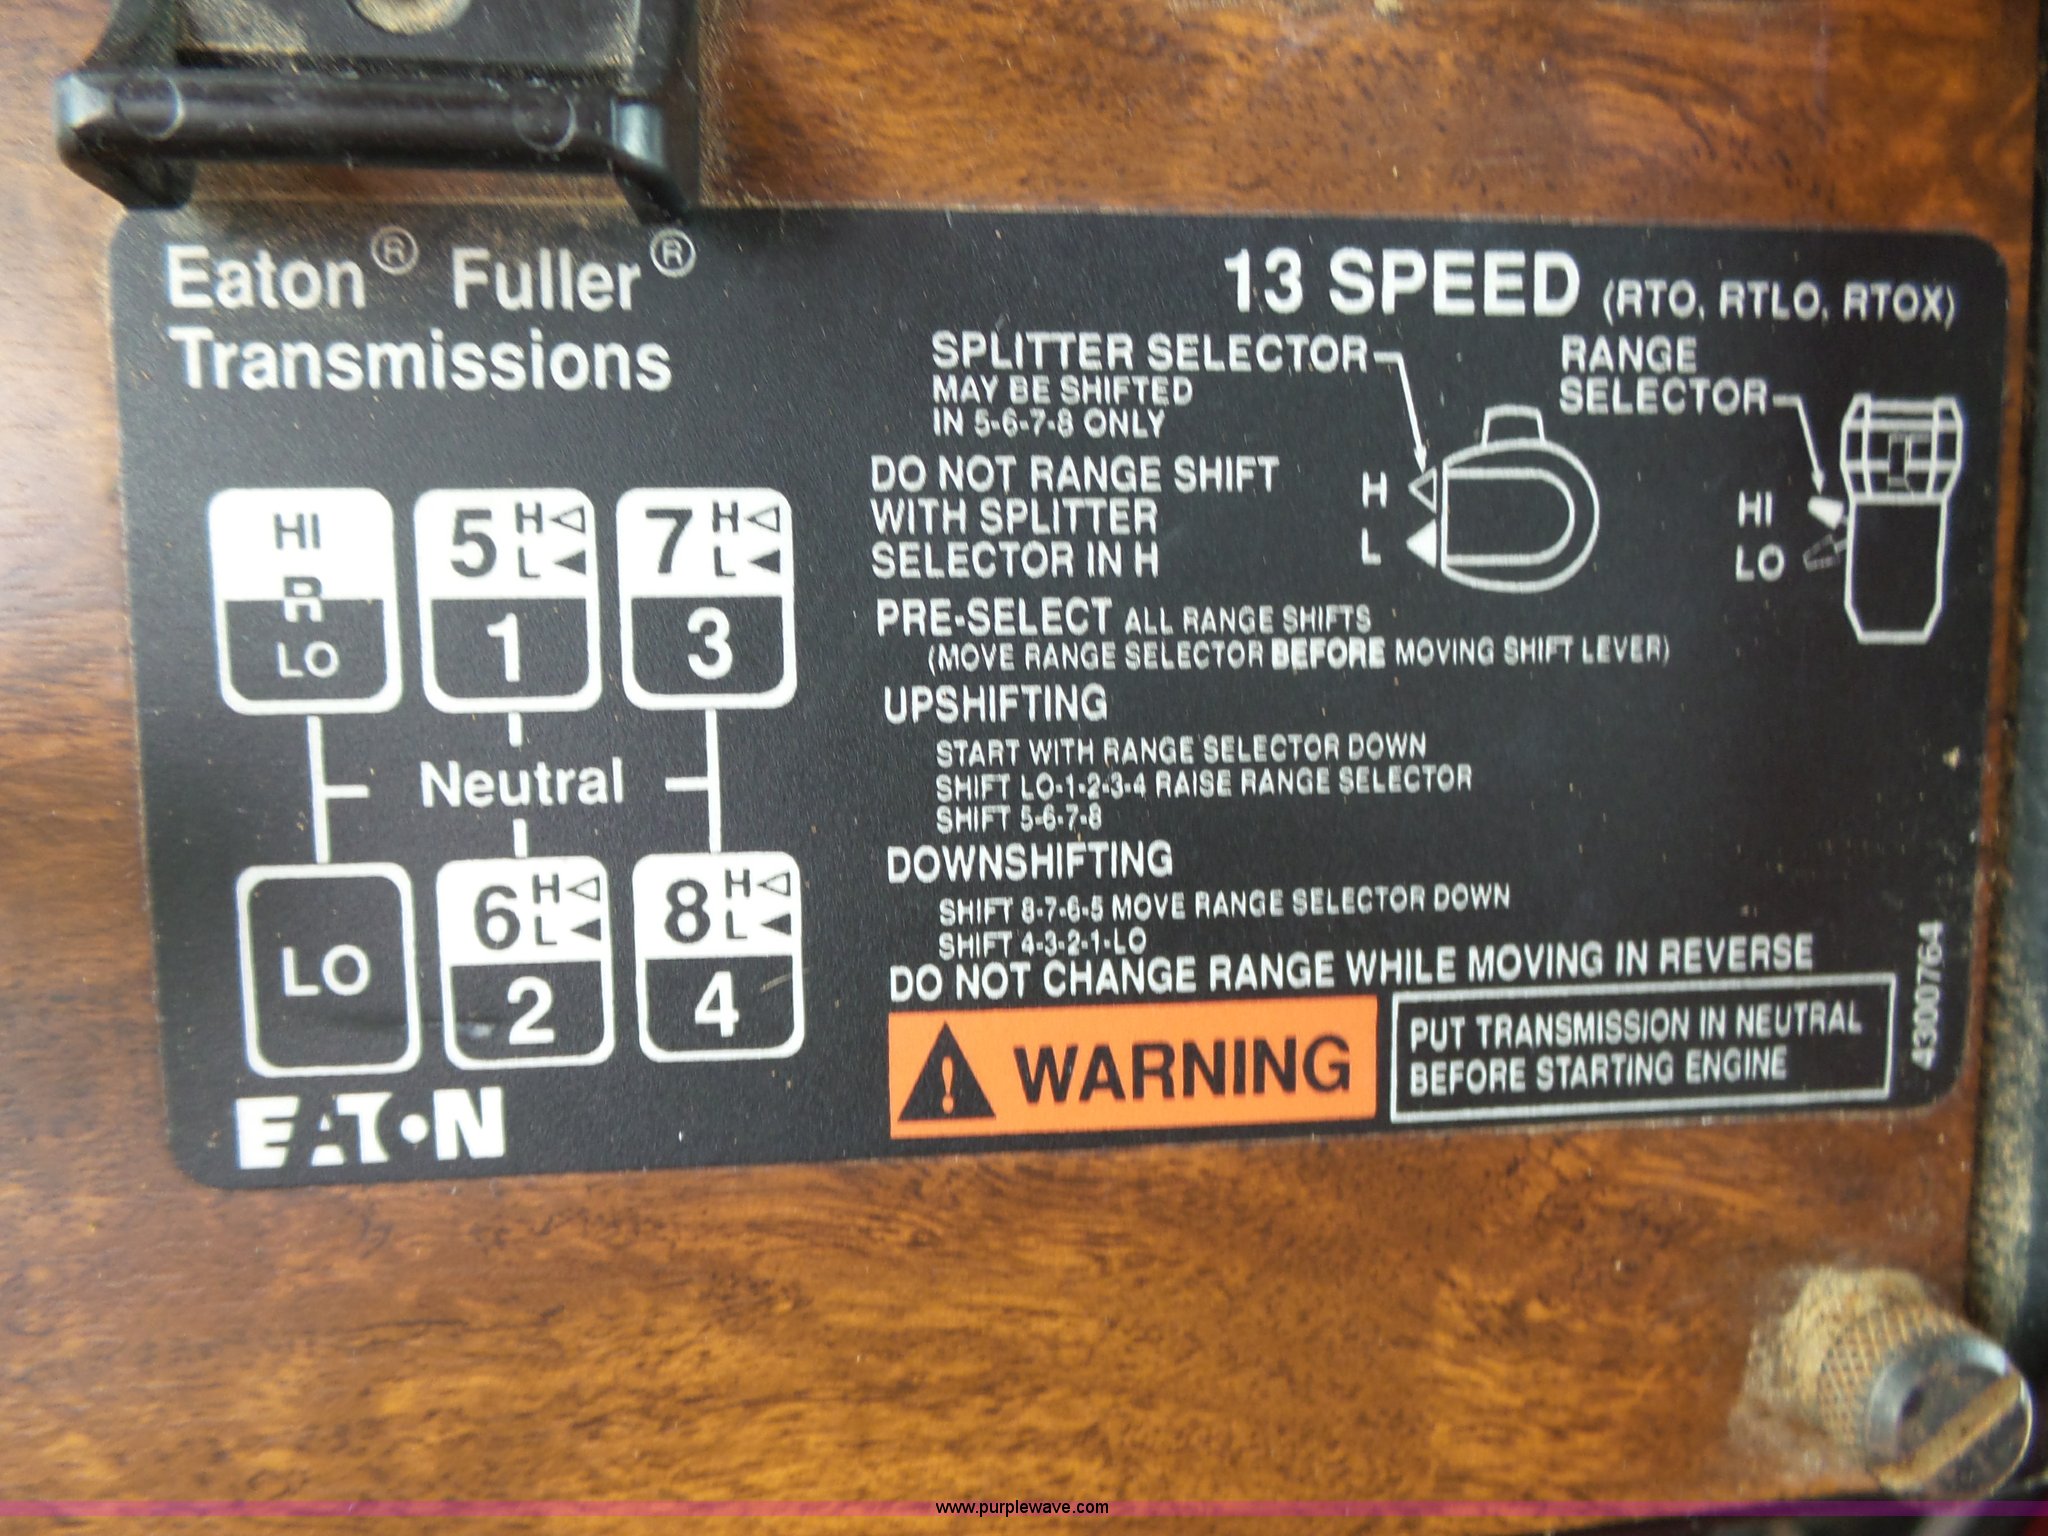 Eaton® Fuller®
Transmissions
13 SPEED (RTO, RTLO, RTOX)
SPLITTER SELECTOR
MAY BE SHIFTED
IN 5-6-7-8 ONLY
RANGE
SELECTOR
DO NOT RANGE SHIFT
WITH SPLITTER
SELECTOR IN H
H
L
HI
LO
PRE-SELECT ALL RANGE SHIFTS
(MOVE RANGE SELECTOR BEFORE MOVING SHIFT LEVER)
UPSHIFTING
START WITH RANGE SELECTOR DOWN
SHIFT LO-1-2-3-4 RAISE RANGE SELECTOR
SHIFT 5-6-7-8
DOWNSHIFTING
SHIFT 8-7-6-5 MOVE RANGE SELECTOR DOWN
SHIFT 4-3-2-1-LO
DO NOT CHANGE RANGE WHILE MOVING IN REVERSE
WARNING
PUT TRANSMISSION IN NEUTRAL
BEFORE STARTING ENGINE
4300764
HI
R
LO
5 H
L
1
7 H
L
3
Neutral
LO
6 H
L
2
8 H
L
4
EATON
www.purplewave.com